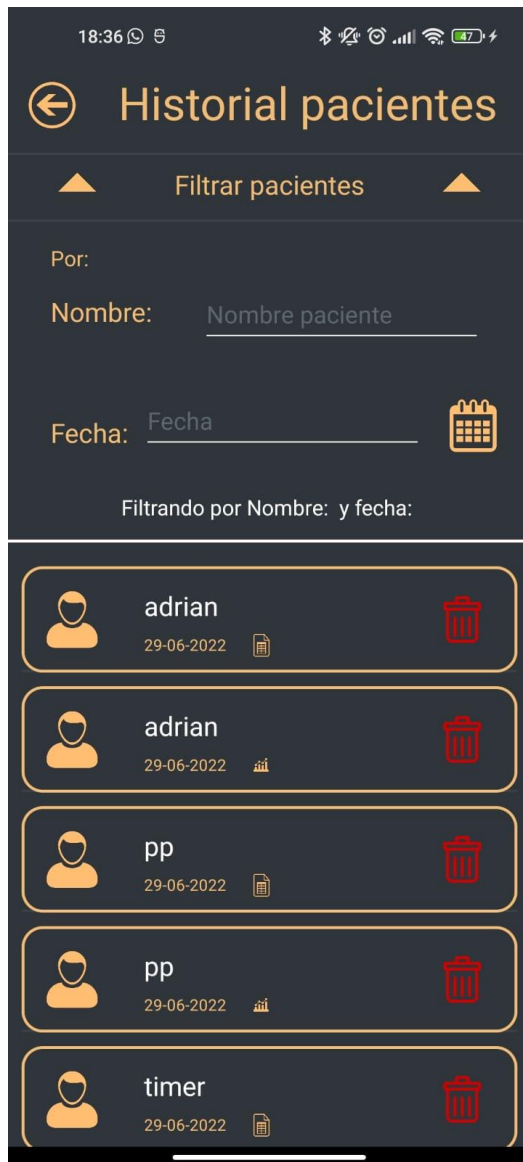 18:36 47
Historial pacientes
Filtrar pacientes
Por:
Nombre: Nombre paciente
Fecha: Fecha
Filtrando por Nombre:  y fecha:
adrian
29-06-2022
adrian
29-06-2022
pp
29-06-2022
pp
29-06-2022
timer
29-06-2022